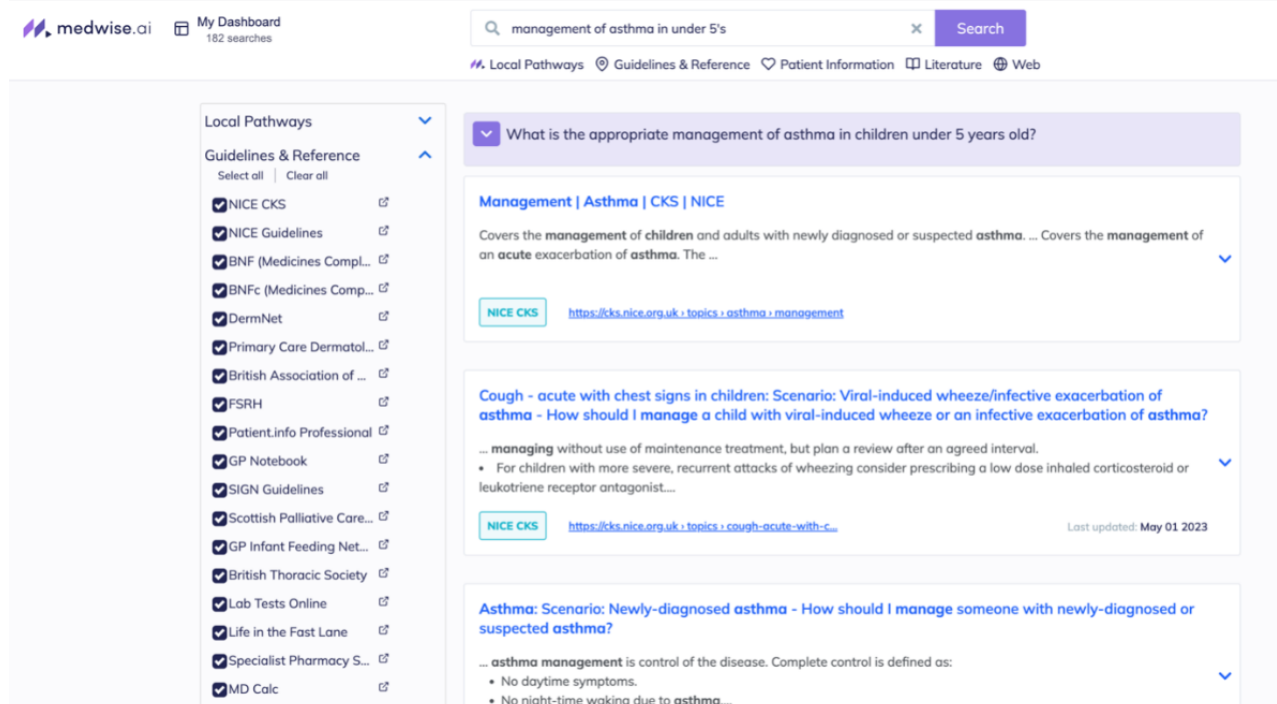 medwise.ai
My Dashboard
182 searches
management of asthma in under 5's
Search
Local Pathways
Guidelines & Reference
Patient Information
Literature
Web
Local Pathways
Guidelines & Reference
Select all
Clear all
NICE CKS
NICE Guidelines
BNF (Medicines Compl...
BNFc (Medicines Comp...
DermNet
Primary Care Dermatol...
British Association of ...
FSRH
Patient.info Professional
GP Notebook
SIGN Guidelines
Scottish Palliative Care...
GP Infant Feeding Net...
British Thoracic Society
Lab Tests Online
Life in the Fast Lane
Specialist Pharmacy S...
MD Calc
What is the appropriate management of asthma in children under 5 years old?
Management | Asthma | CKS | NICE
Covers the management of children and adults with newly diagnosed or suspected asthma. ... Covers the management of
an acute exacerbation of asthma. The ...
NICE CKS
https://cks.nice.org.uk › topics › asthma › management
Cough - acute with chest signs in children: Scenario: Viral-induced wheeze/infective exacerbation of
asthma - How should I manage a child with viral-induced wheeze or an infective exacerbation of asthma?
... managing without use of maintenance treatment, but plan a review after an agreed interval.
• For children with more severe, recurrent attacks of wheezing consider prescribing a low dose inhaled corticosteroid or
leukotriene receptor antagonist....
NICE CKS
https://cks.nice.org.uk › topics › cough-acute-with-c...
Last updated: May 01 2023
Asthma: Scenario: Newly-diagnosed asthma - How should I manage someone with newly-diagnosed or
suspected asthma?
... asthma management is control of the disease. Complete control is defined as:
• No daytime symptoms.
• No night-time waking due to asthma....